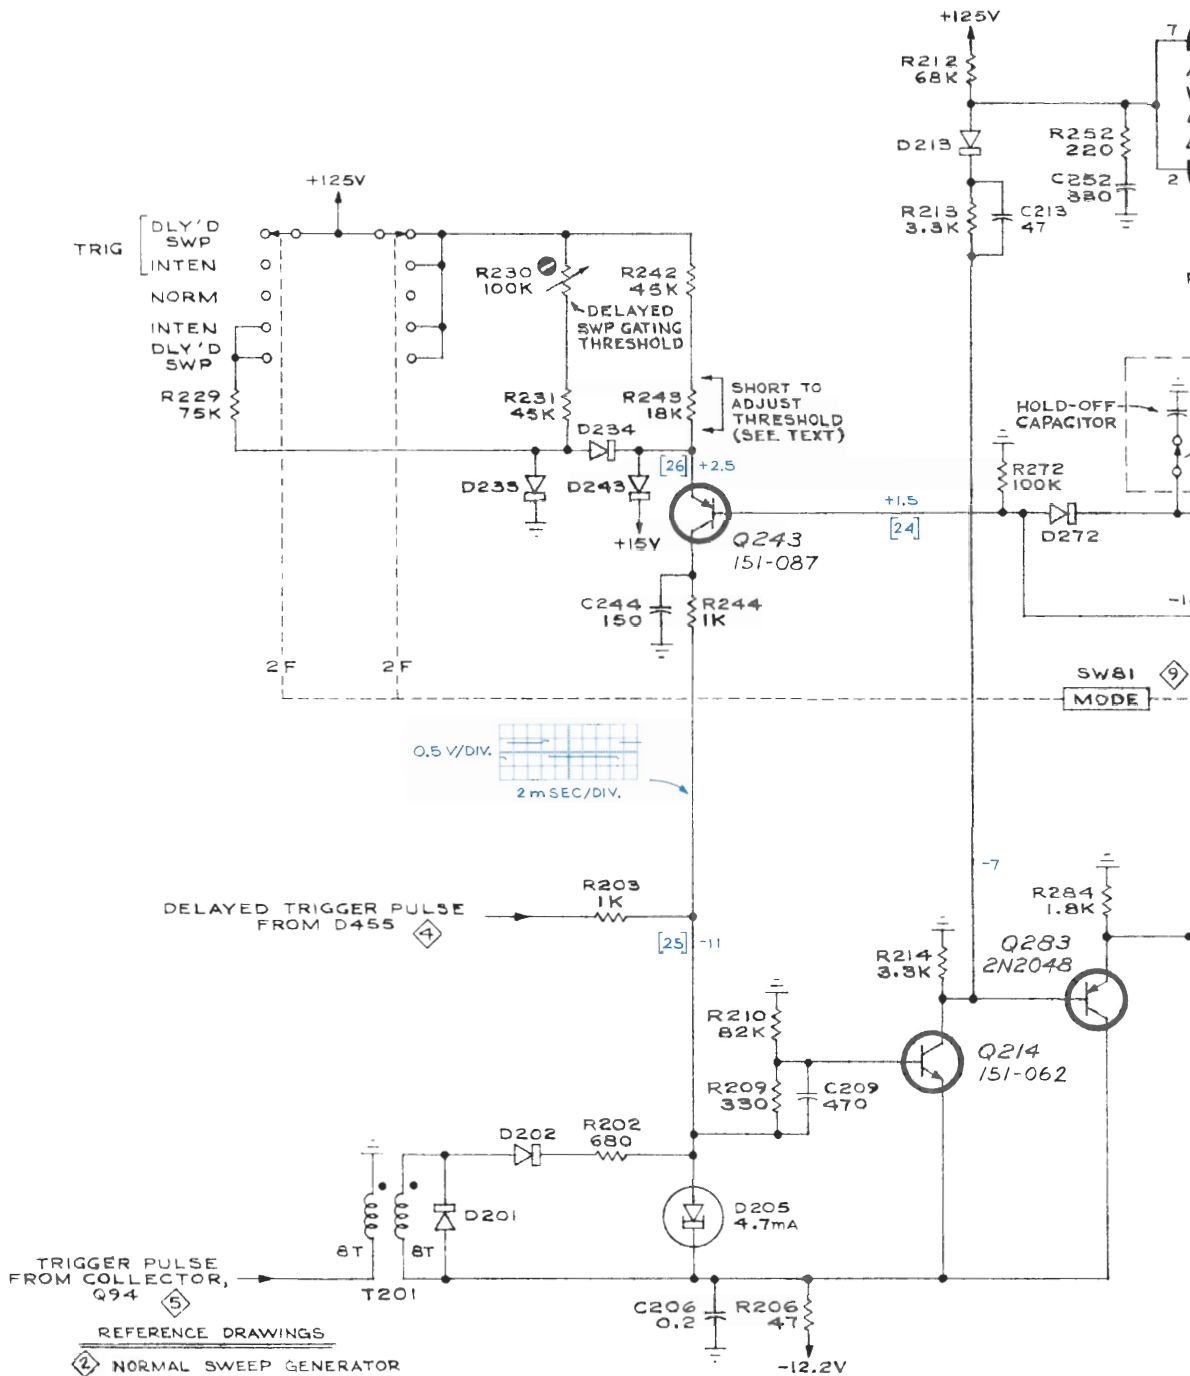 +125V
7
R212
68K
D213
R252
220
C252
330
2
R213
3.3K
C213
47
+125V
TRIG
DLY'D
SWP
INTEN
NORM
INTEN
DLY'D
SWP
R229
75K
R230
100K
DELAYED
SWP GATING
THRESHOLD
R242
45K
R231
45K
R243
18K
SHORT TO
ADJUST
THRESHOLD
(SEE TEXT)
D234
D235
D243
+15V
[26] +2.5
Q243
151-087
+1.5
[24]
HOLD-OFF
CAPACITOR
R272
100K
D272
C244
150
R244
1K
2F
2F
SW81
9
MODE
0.5 V/DIV.
2mSEC/DIV.
-7
R203
1K
DELAYED TRIGGER PULSE
FROM D455
4
[25] -11
R284
1.8K
Q283
2N2048
R214
3.3K
R210
82K
Q214
151-062
R209
330
C209
470
R202
680
D202
D201
D205
4.7mA
8T
8T
TRIGGER PULSE
FROM COLLECTOR,
Q94
5
T201
C206
0.2
R206
47
-12.2V
REFERENCE DRAWINGS
2 NORMAL SWEEP GENERATOR